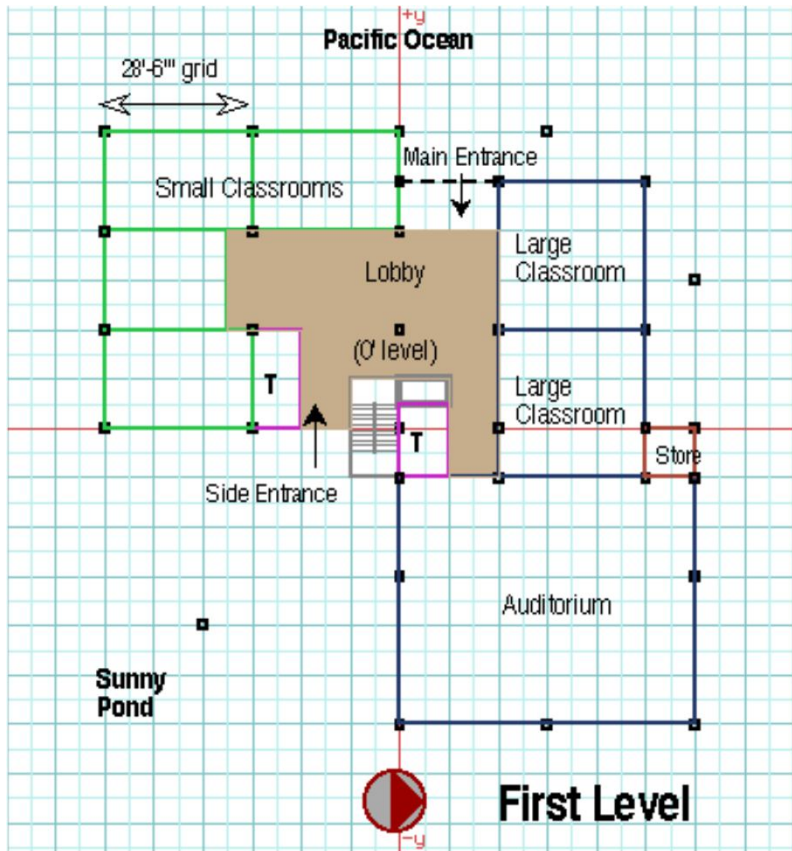 +y
Pacific Ocean
28'-6''' grid
Main Entrance
Small Classrooms
Large
Classroom
Lobby
(0' level)
T
Large
Classroom
T
Store
Side Entrance
Auditorium
Sunny
Pond
First Level
-y